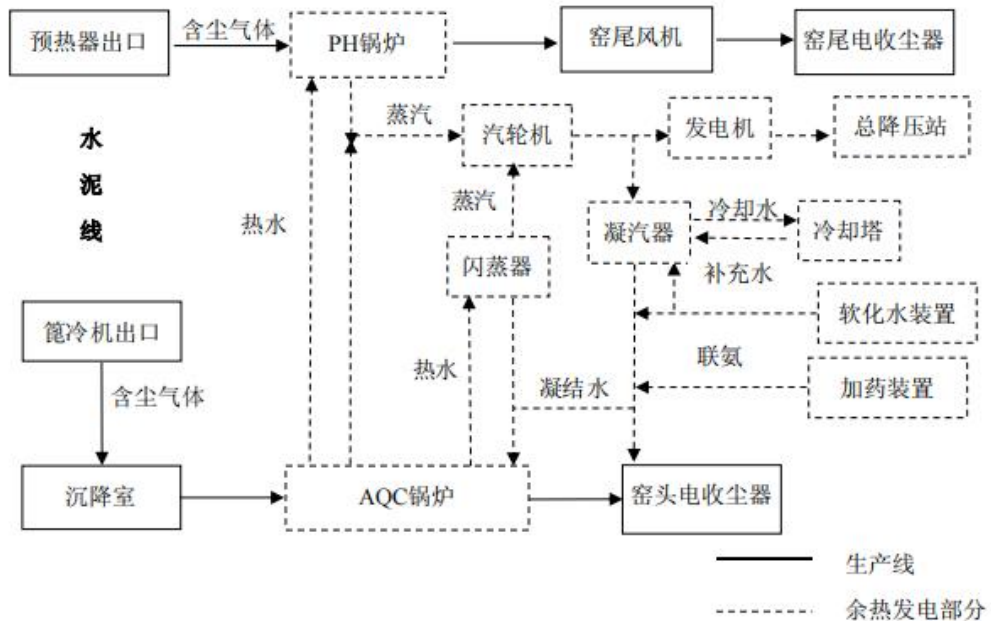 预热器出口
含尘气体
PH锅炉
窑尾风机
窑尾电收尘器
水
泥
线
蒸汽
汽轮机
发电机
总降压站
热水
蒸汽
凝汽器
冷却水
冷却塔
闪蒸器
补充水
篦冷机出口
软化水装置
热水
联氨
含尘气体
凝结水
加药装置
沉降室
AQC锅炉
窑头电收尘器
生产线
余热发电部分